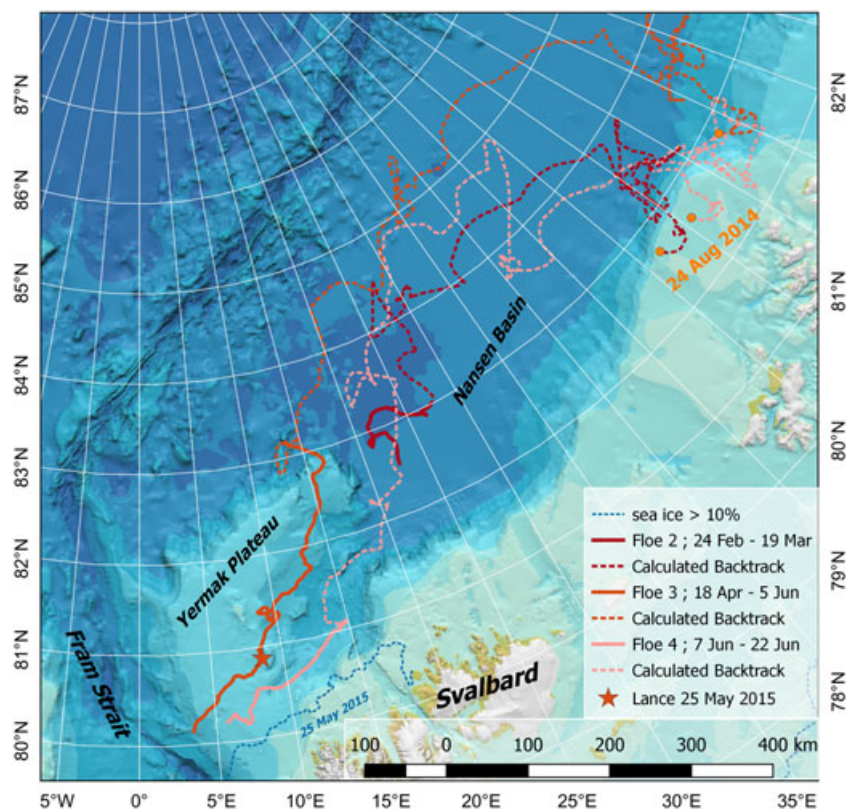 87°N
86°N
85°N
84°N
83°N
82°N
81°N
80°N
82°N
81°N
80°N
79°N
78°N
24 Aug 2014
Nansen Basin
Yermak Plateau
Fram Strait
Svalbard
25 May 2015
sea ice > 10%
Floe 2 ; 24 Feb - 19 Mar
Calculated Backtrack
Floe 3 ; 18 Apr - 5 Jun
Calculated Backtrack
Floe 4 ; 7 Jun - 22 Jun
Calculated Backtrack
Lance 25 May 2015
100 0 100 200 300 400 km
5°W 0° 5°E 10°E 15°E 20°E 25°E 30°E 35°E